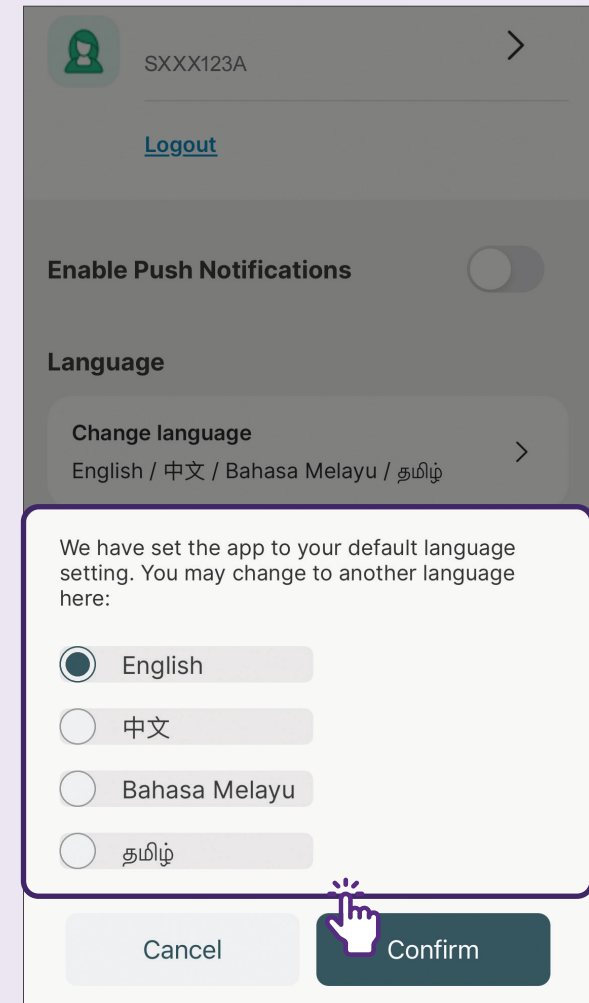 SXXX123A
Logout
Enable Push Notifications
Language
Change language
English / 中文 / Bahasa Melayu / தமிழ்
We have set the app to your default language
setting. You may change to another language
here:
English
中文
Bahasa Melayu
தமிழ்
Cancel
Confirm